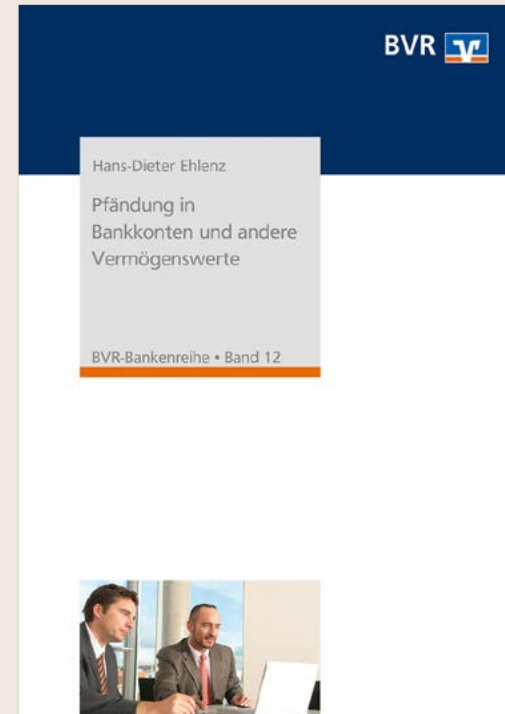 BVR
Hans-Dieter Ehlenz
Pfändung in
Bankkonten und andere
Vermögenswerte
BVR-Bankenreihe • Band 12